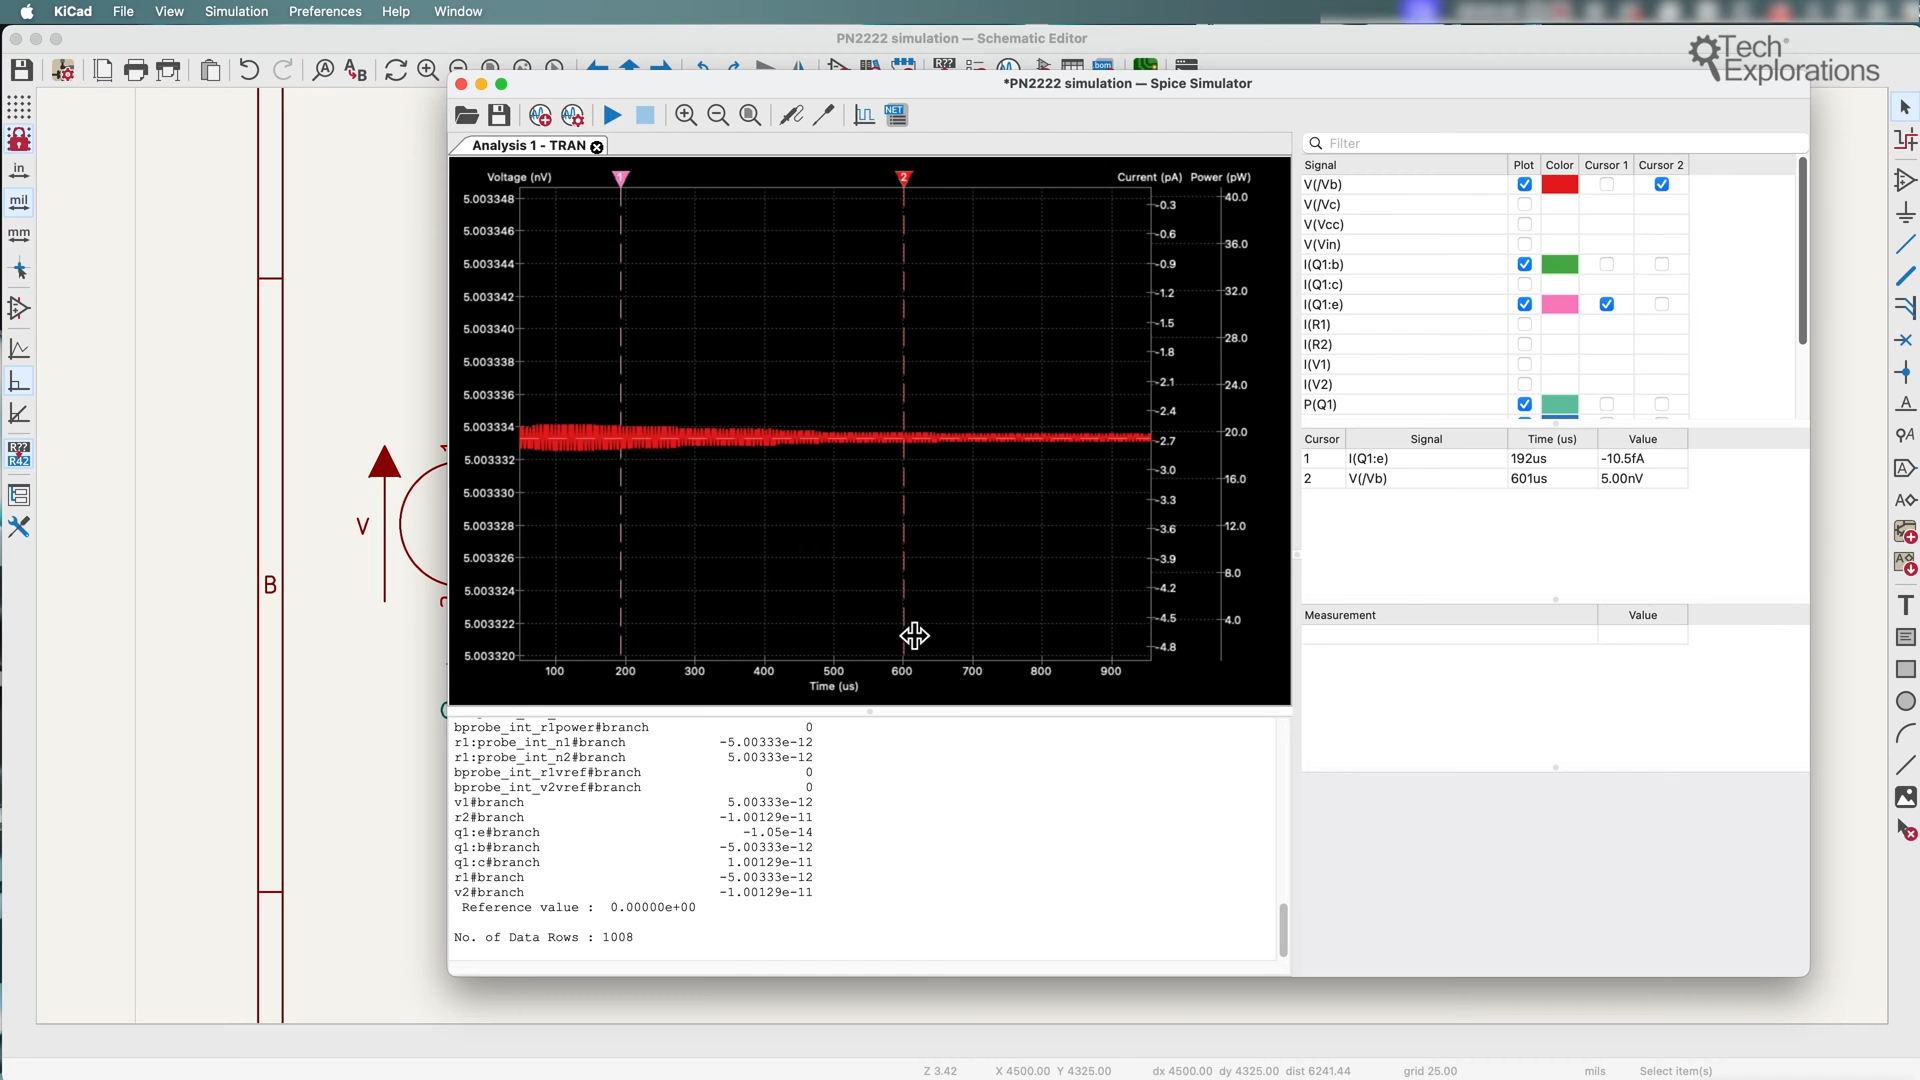 KiCad File View Simulation Preferences Help Window
PN2222 simulation — Schematic Editor
Tech
Explorations
*PN2222 simulation — Spice Simulator
Analysis 1 - TRAN
Filter
Signal Plot Color Cursor 1 Cursor 2
V(/Vb)
V(/Vc)
V(Vcc)
V(Vin)
I(Q1:b)
I(Q1:c)
I(Q1:e)
I(R1)
I(R2)
I(V1)
I(V2)
P(Q1)
Cursor Signal Time (us) Value
1 I(Q1:e) 192us -10.5fA
2 V(/Vb) 601us 5.00nV
Measurement Value
Voltage (nV) 1 2 Current (pA) Power (pW)
5.003348
5.003346
5.003344
5.003342
5.003340
5.003338
5.003336
5.003334
5.003332
5.003330
5.003328
5.003326
5.003324
5.003322
5.003320
-0.3
-0.6
-0.9
-1.2
-1.5
-1.8
-2.1
-2.4
-2.7
-3.0
-3.3
-3.6
-3.9
-4.2
-4.5
-4.8
40.0
36.0
32.0
28.0
24.0
20.0
16.0
12.0
8.0
4.0
100 200 300 400 500 600 700 800 900
Time (us)
bprobe_int_r1power#branch 0
r1:probe_int_n1#branch -5.00333e-12
r1:probe_int_n2#branch 5.00333e-12
bprobe_int_r1vref#branch 0
bprobe_int_v2vref#branch 0
v1#branch 5.00333e-12
r2#branch -1.00129e-11
q1:e#branch -1.05e-14
q1:b#branch -5.00333e-12
q1:c#branch 1.00129e-11
r1#branch -5.00333e-12
v2#branch -1.00129e-11
Reference value : 0.00000e+00
No. of Data Rows : 1008
in
mil
mm
R??
R42
V
B
NET
Z 3.42 X 4500.00 Y 4325.00 dx 4500.00 dy 4325.00 dist 6241.44 grid 25.00 mils Select item(s)